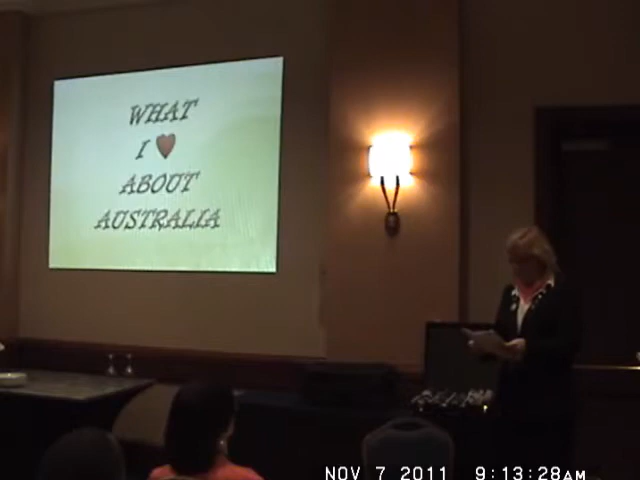 WHAT
I ❤
ABOUT
AUSTRALIA
NOV 7 2011 9:13:28AM